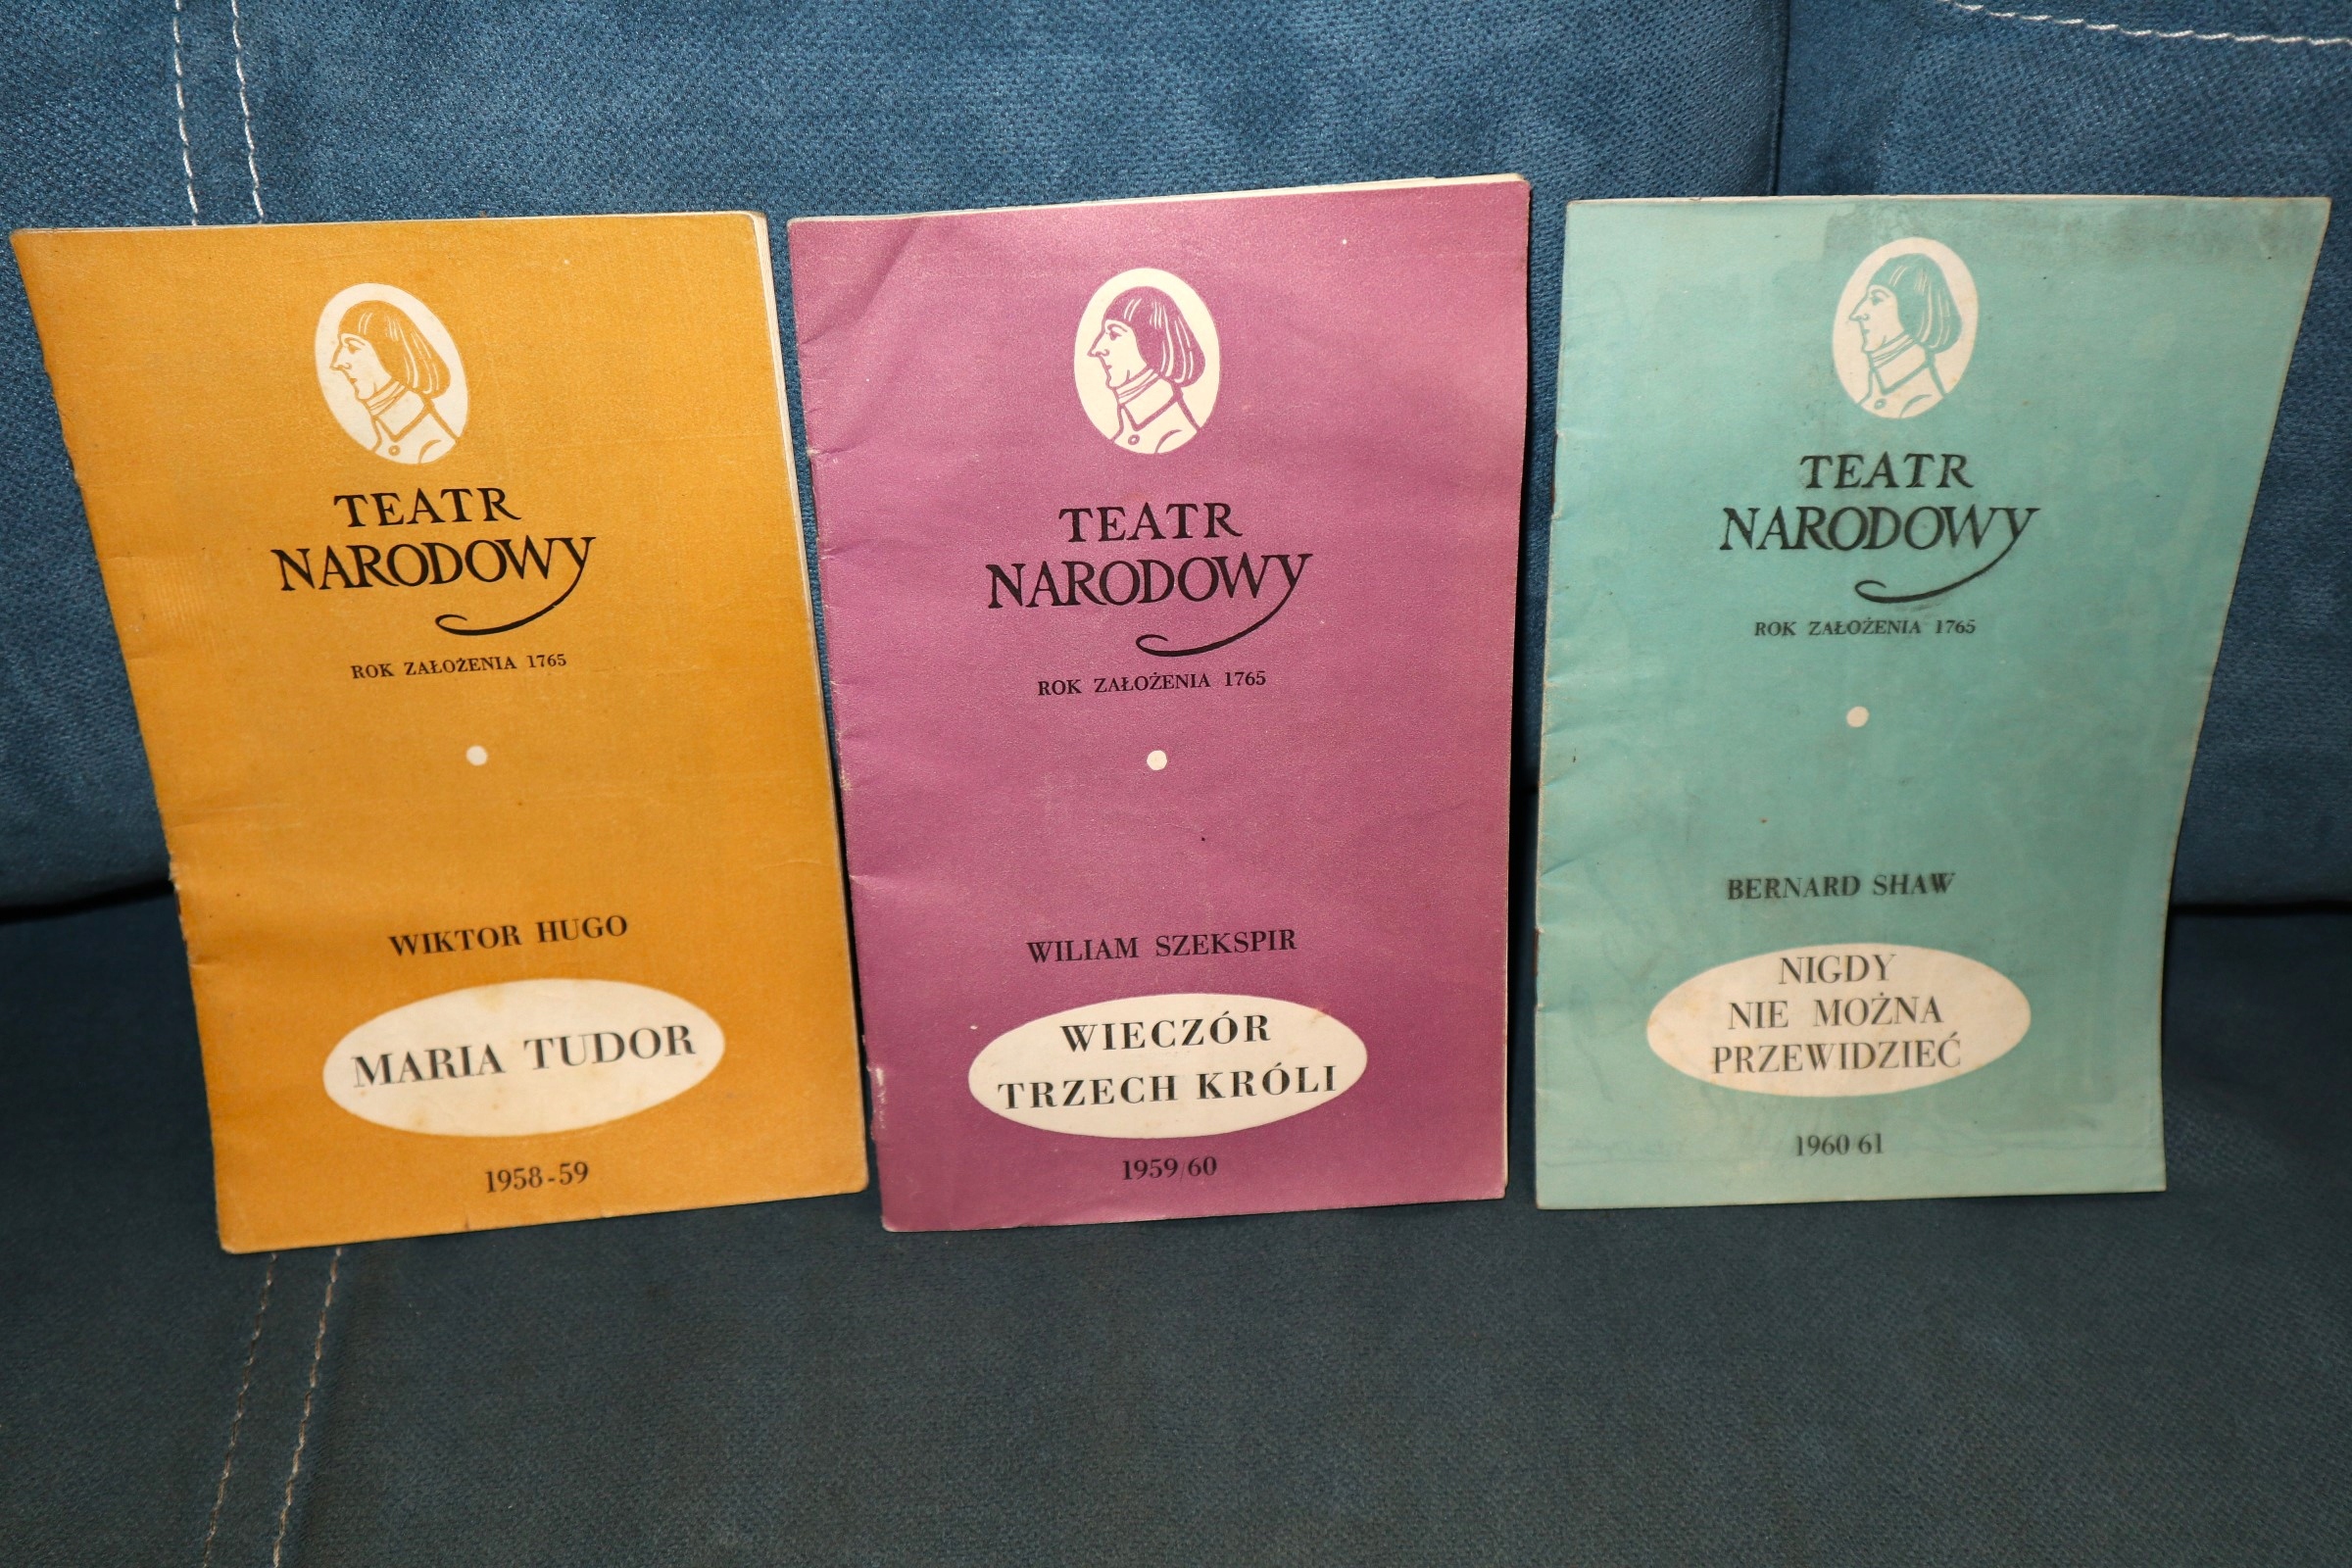 TEATR
NARODOWY
ROK ZAŁOŻENIA 1765
WIKTOR HUGO
MARIA TUDOR
1958-59
TEATR
NARODOWY
ROK ZAŁOŻENIA 1765
WILIAM SZEKSPIR
WIECZÓR
TRZECH KRÓLI
1959/60
TEATR
NARODOWY
ROK ZAŁOŻENIA 1765
BERNARD SHAW
NIGDY
NIE MOŻNA
PRZEWIDZIEĆ
1960/61